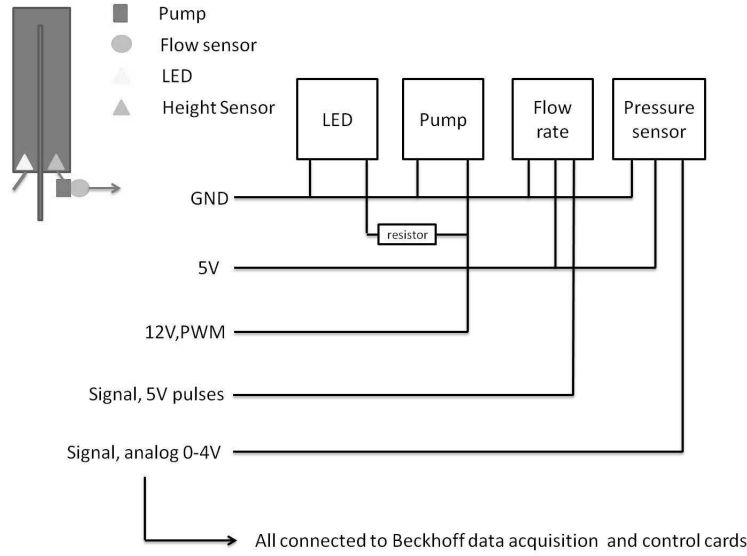 Pump
Flow sensor
LED
Height Sensor
LED
Pump
Flow
rate
Pressure
sensor
GND
resistor
5V
12V,PWM
Signal, 5V pulses
Signal, analog 0-4V
All connected to Beckhoff data acquisition and control cards